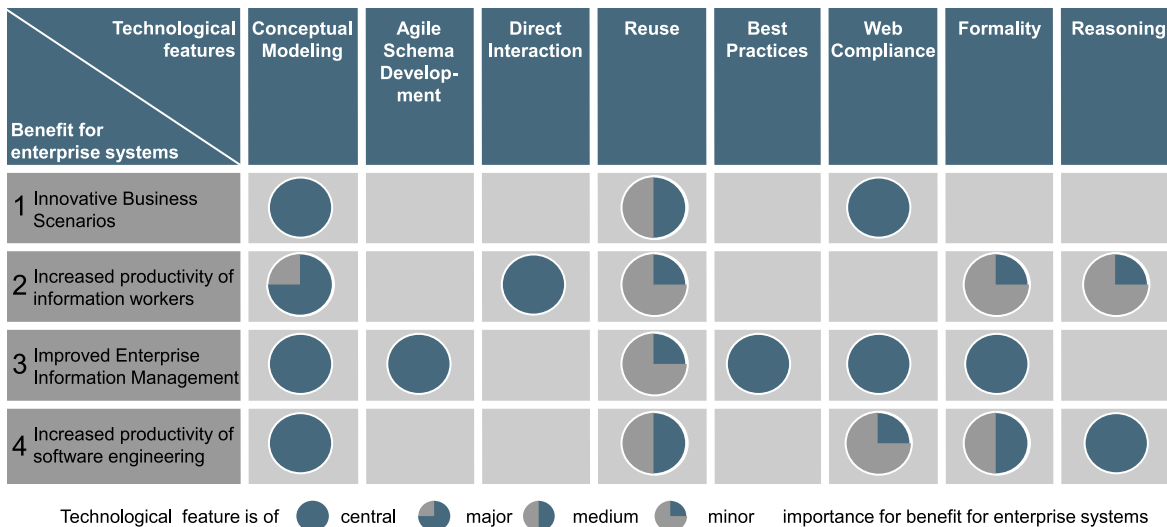 Technological
features
Benefit for
enterprise systems
Conceptual
Modeling
Agile
Schema
Develop-
ment
Direct
Interaction
Reuse
Best
Practices
Web
Compliance
Formality
Reasoning
1 Innovative Business
Scenarios
2 Increased productivity of
information workers
3 Improved Enterprise
Information Management
4 Increased productivity of
software engineering
Technological feature is of central major medium minor importance for benefit for enterprise systems